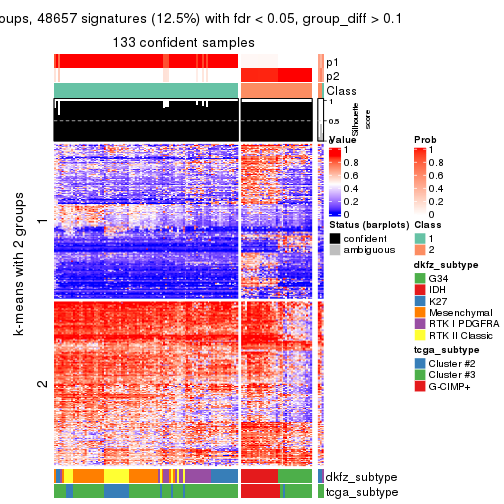 oups, 48657 signatures (12.5%) with fdr < 0.05, group_diff > 0.1
133 confident samples
p1
p2
Class
1
0.5
Silhouette
score
k-means with 2 groups
1
2
Value
1
0.8
0.6
0.4
0.2
0
Prob
1
0.8
0.6
0.4
0.2
0
Status (barplots)
confident
ambiguous
Class
1
2
dkfz_subtype
G34
IDH
K27
Mesenchymal
RTK I PDGFRA
RTK II Classic
tcga_subtype
Cluster #2
Cluster #3
G-CIMP+
dkfz_subtype
tcga_subtype